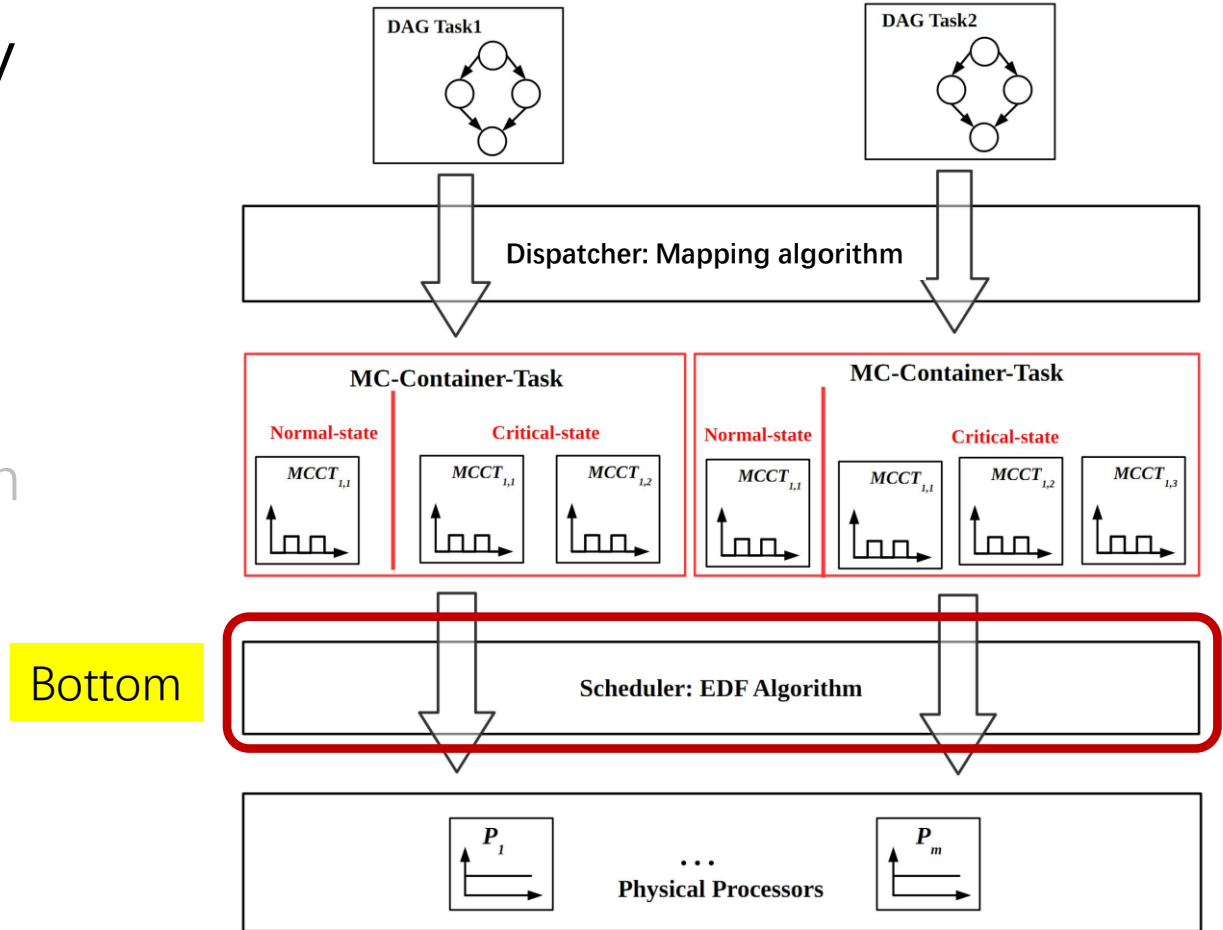 y
DAG Task1
DAG Task2
Dispatcher: Mapping algorithm
MC-Container-Task
MC-Container-Task
Normal-state
Critical-state
Normal-state
Critical-state
MCCT1,1
MCCT1,1
MCCT1,2
MCCT1,1
MCCT1,1
MCCT1,2
MCCT1,3
n
Bottom
Scheduler: EDF Algorithm
P1
...
Pm
Physical Processors